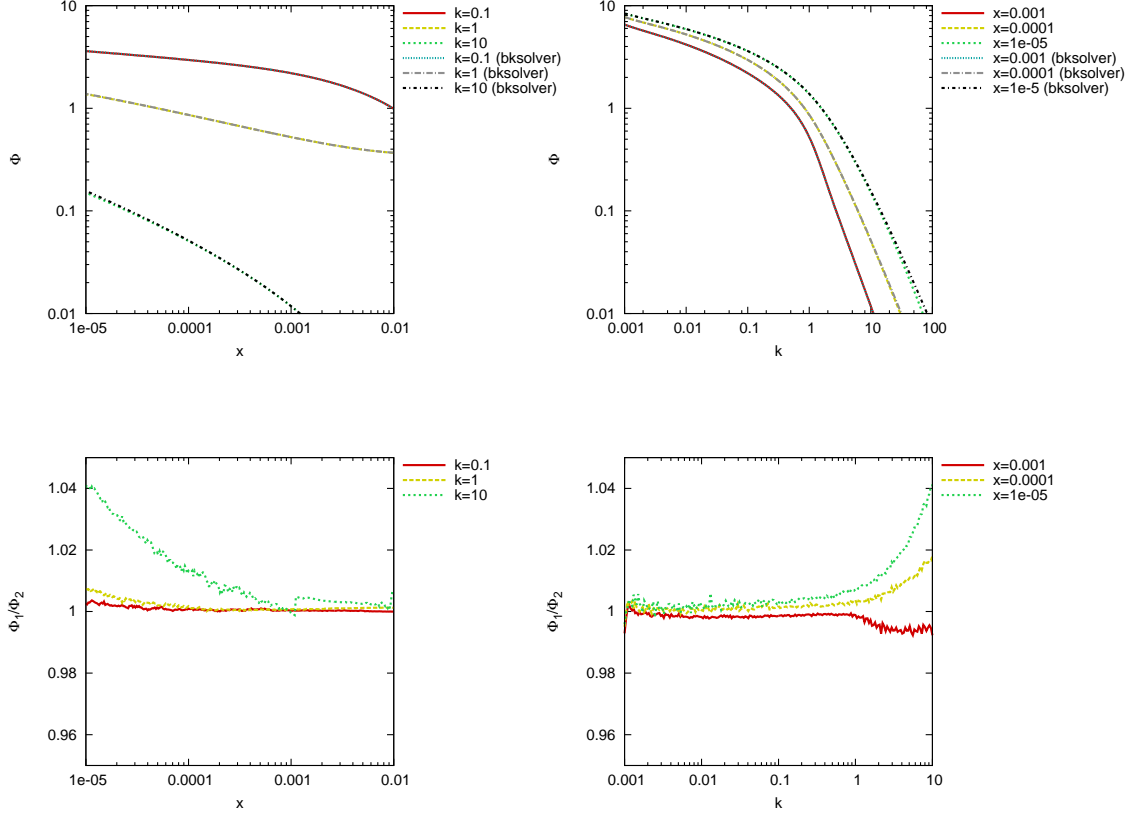 10
1
0.1
0.01
1e-05
0.0001
0.001
0.01
Φ
x
k=0.1
k=1
k=10
k=0.1 (bksolver)
k=1 (bksolver)
k=10 (bksolver)
10
1
0.1
0.01
0.001
0.01
0.1
1
10
100
Φ
k
x=0.001
x=0.0001
x=1e-05
x=0.001 (bksolver)
x=0.0001 (bksolver)
x=1e-5 (bksolver)
1.04
1.02
1
0.98
0.96
1e-05
0.0001
0.001
0.01
Φ1/Φ2
x
k=0.1
k=1
k=10
1.04
1.02
1
0.98
0.96
0.001
0.01
0.1
1
10
Φ1/Φ2
k
x=0.001
x=0.0001
x=1e-05